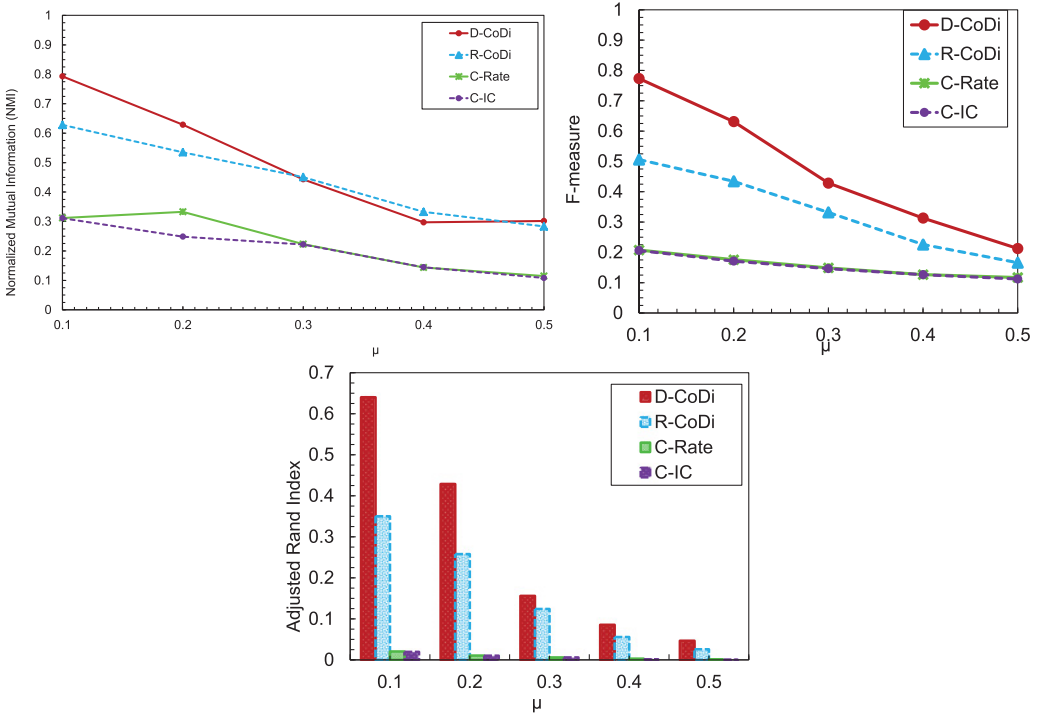 Normalized Mutual Information (NMI)
1
0.9
0.8
0.7
0.6
0.5
0.4
0.3
0.2
0.1
0
0.1 0.2 0.3 0.4 0.5
µ
D-CoDi
R-CoDi
C-Rate
C-IC
F-measure
1
0.9
0.8
0.7
0.6
0.5
0.4
0.3
0.2
0.1
0
0.1 0.2 0.3 0.4 0.5
µ
D-CoDi
R-CoDi
C-Rate
C-IC
Adjusted Rand Index
0.7
0.6
0.5
0.4
0.3
0.2
0.1
0
0.1 0.2 0.3 0.4 0.5
µ
D-CoDi
R-CoDi
C-Rate
C-IC